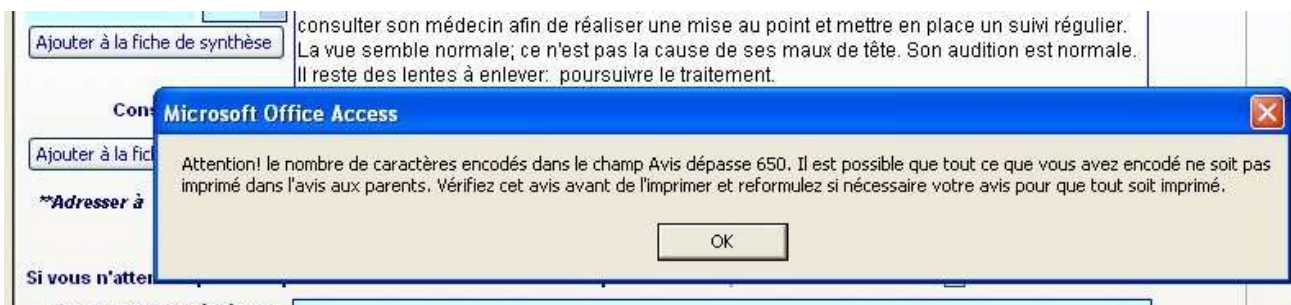 consulter son médecin afin de réaliser une mise au point et mettre en place un suivi régulier.
Ajouter à la fiche de synthèse
La vue semble normale; ce n'est pas la cause de ses maux de tête. Son audition est normale.
Il reste des lentes à enlever: poursuivre le traitement.
Microsoft Office Access
Ajouter à la
Attention! le nombre de caractères encodés dans le champ Avis dépasse 650. Il est possible que tout ce que vous avez encodé ne soit pas
imprimé dans l'avis aux parents. Vérifiez cet avis avant de l'imprimer et reformulez si nécessaire votre avis pour que tout soit imprimé.
**Adresser à
OK
Si vous